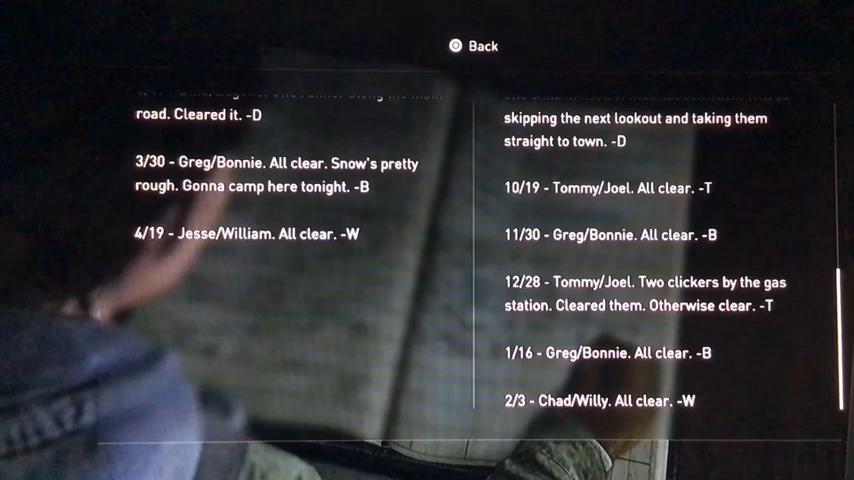 Back
road. Cleared it. -D
3/30 - Greg/Bonnie. All clear. Snow's pretty
rough. Gonna camp here tonight. -B
4/19 - Jesse/William. All clear. -W
skipping the next lookout and taking them
straight to town. -D
10/19 - Tommy/Joel. All clear. -T
11/30 - Greg/Bonnie. All clear. -B
12/28 - Tommy/Joel. Two clickers by the gas
station. Cleared them. Otherwise clear. -T
1/16 - Greg/Bonnie. All clear. -B
2/3 - Chad/Willy. All clear. -W